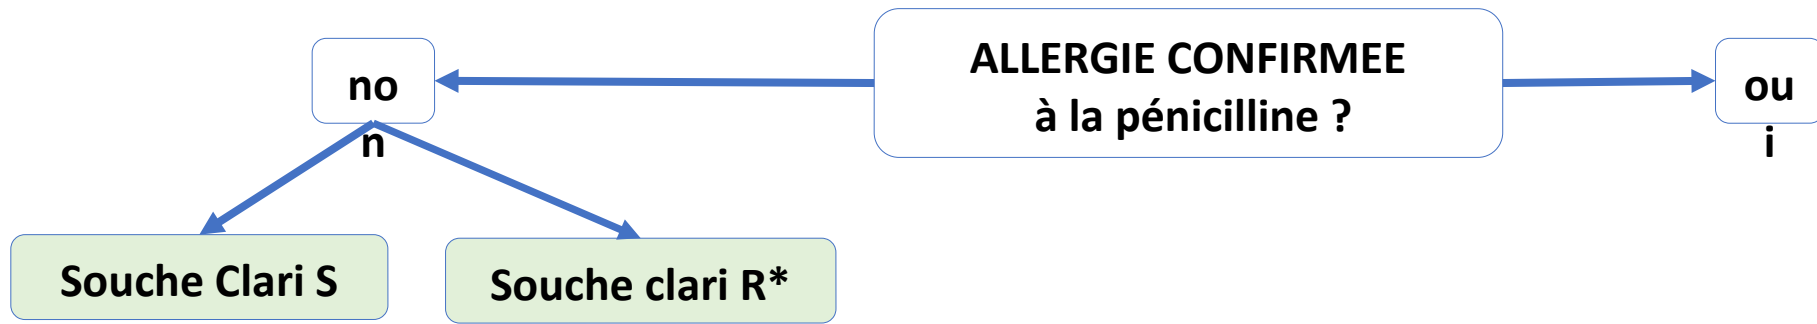 ALLERGIE CONFIRMEE
à la pénicilline ?
no
n
ou
i
Souche Clari S
Souche clari R*